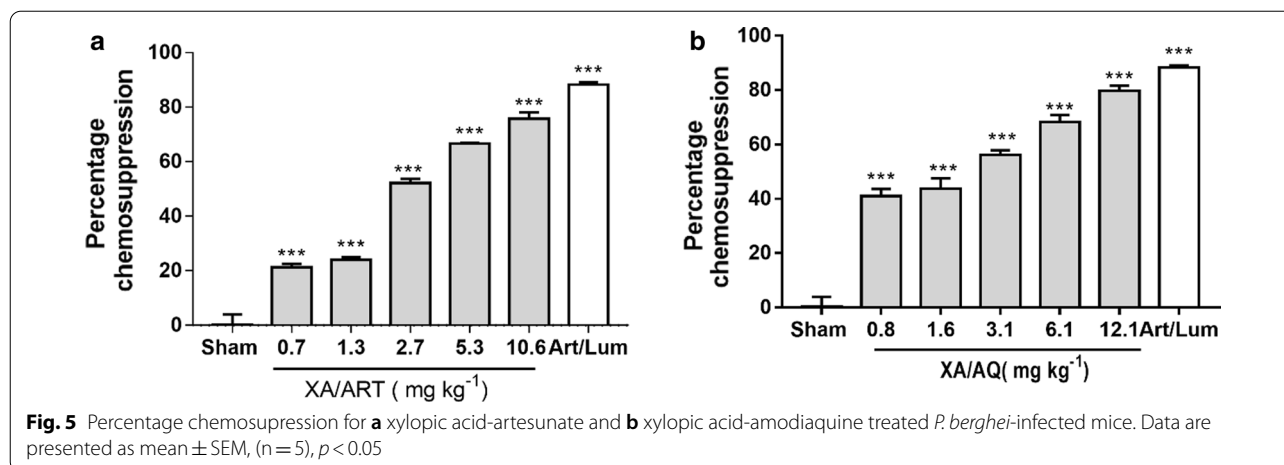 a
Percentage
chemosuppression
100
80
60
40
20
0
***
***
***
***
***
***
Sham 0.7 1.3 2.7 5.3 10.6 Art/Lum
XA/ART ( mg kg⁻¹)
b
Percentage
chemosuppression
100
80
60
40
20
0
***
***
***
***
***
***
Sham 0.8 1.6 3.1 6.1 12.1 Art/Lum
XA/AQ( mg kg⁻¹)
Fig. 5 Percentage chemosupression for a xylopic acid-artesunate and b xylopic acid-amodiaquine treated P. berghei-infected mice. Data are
presented as mean ± SEM, (n = 5), p < 0.05